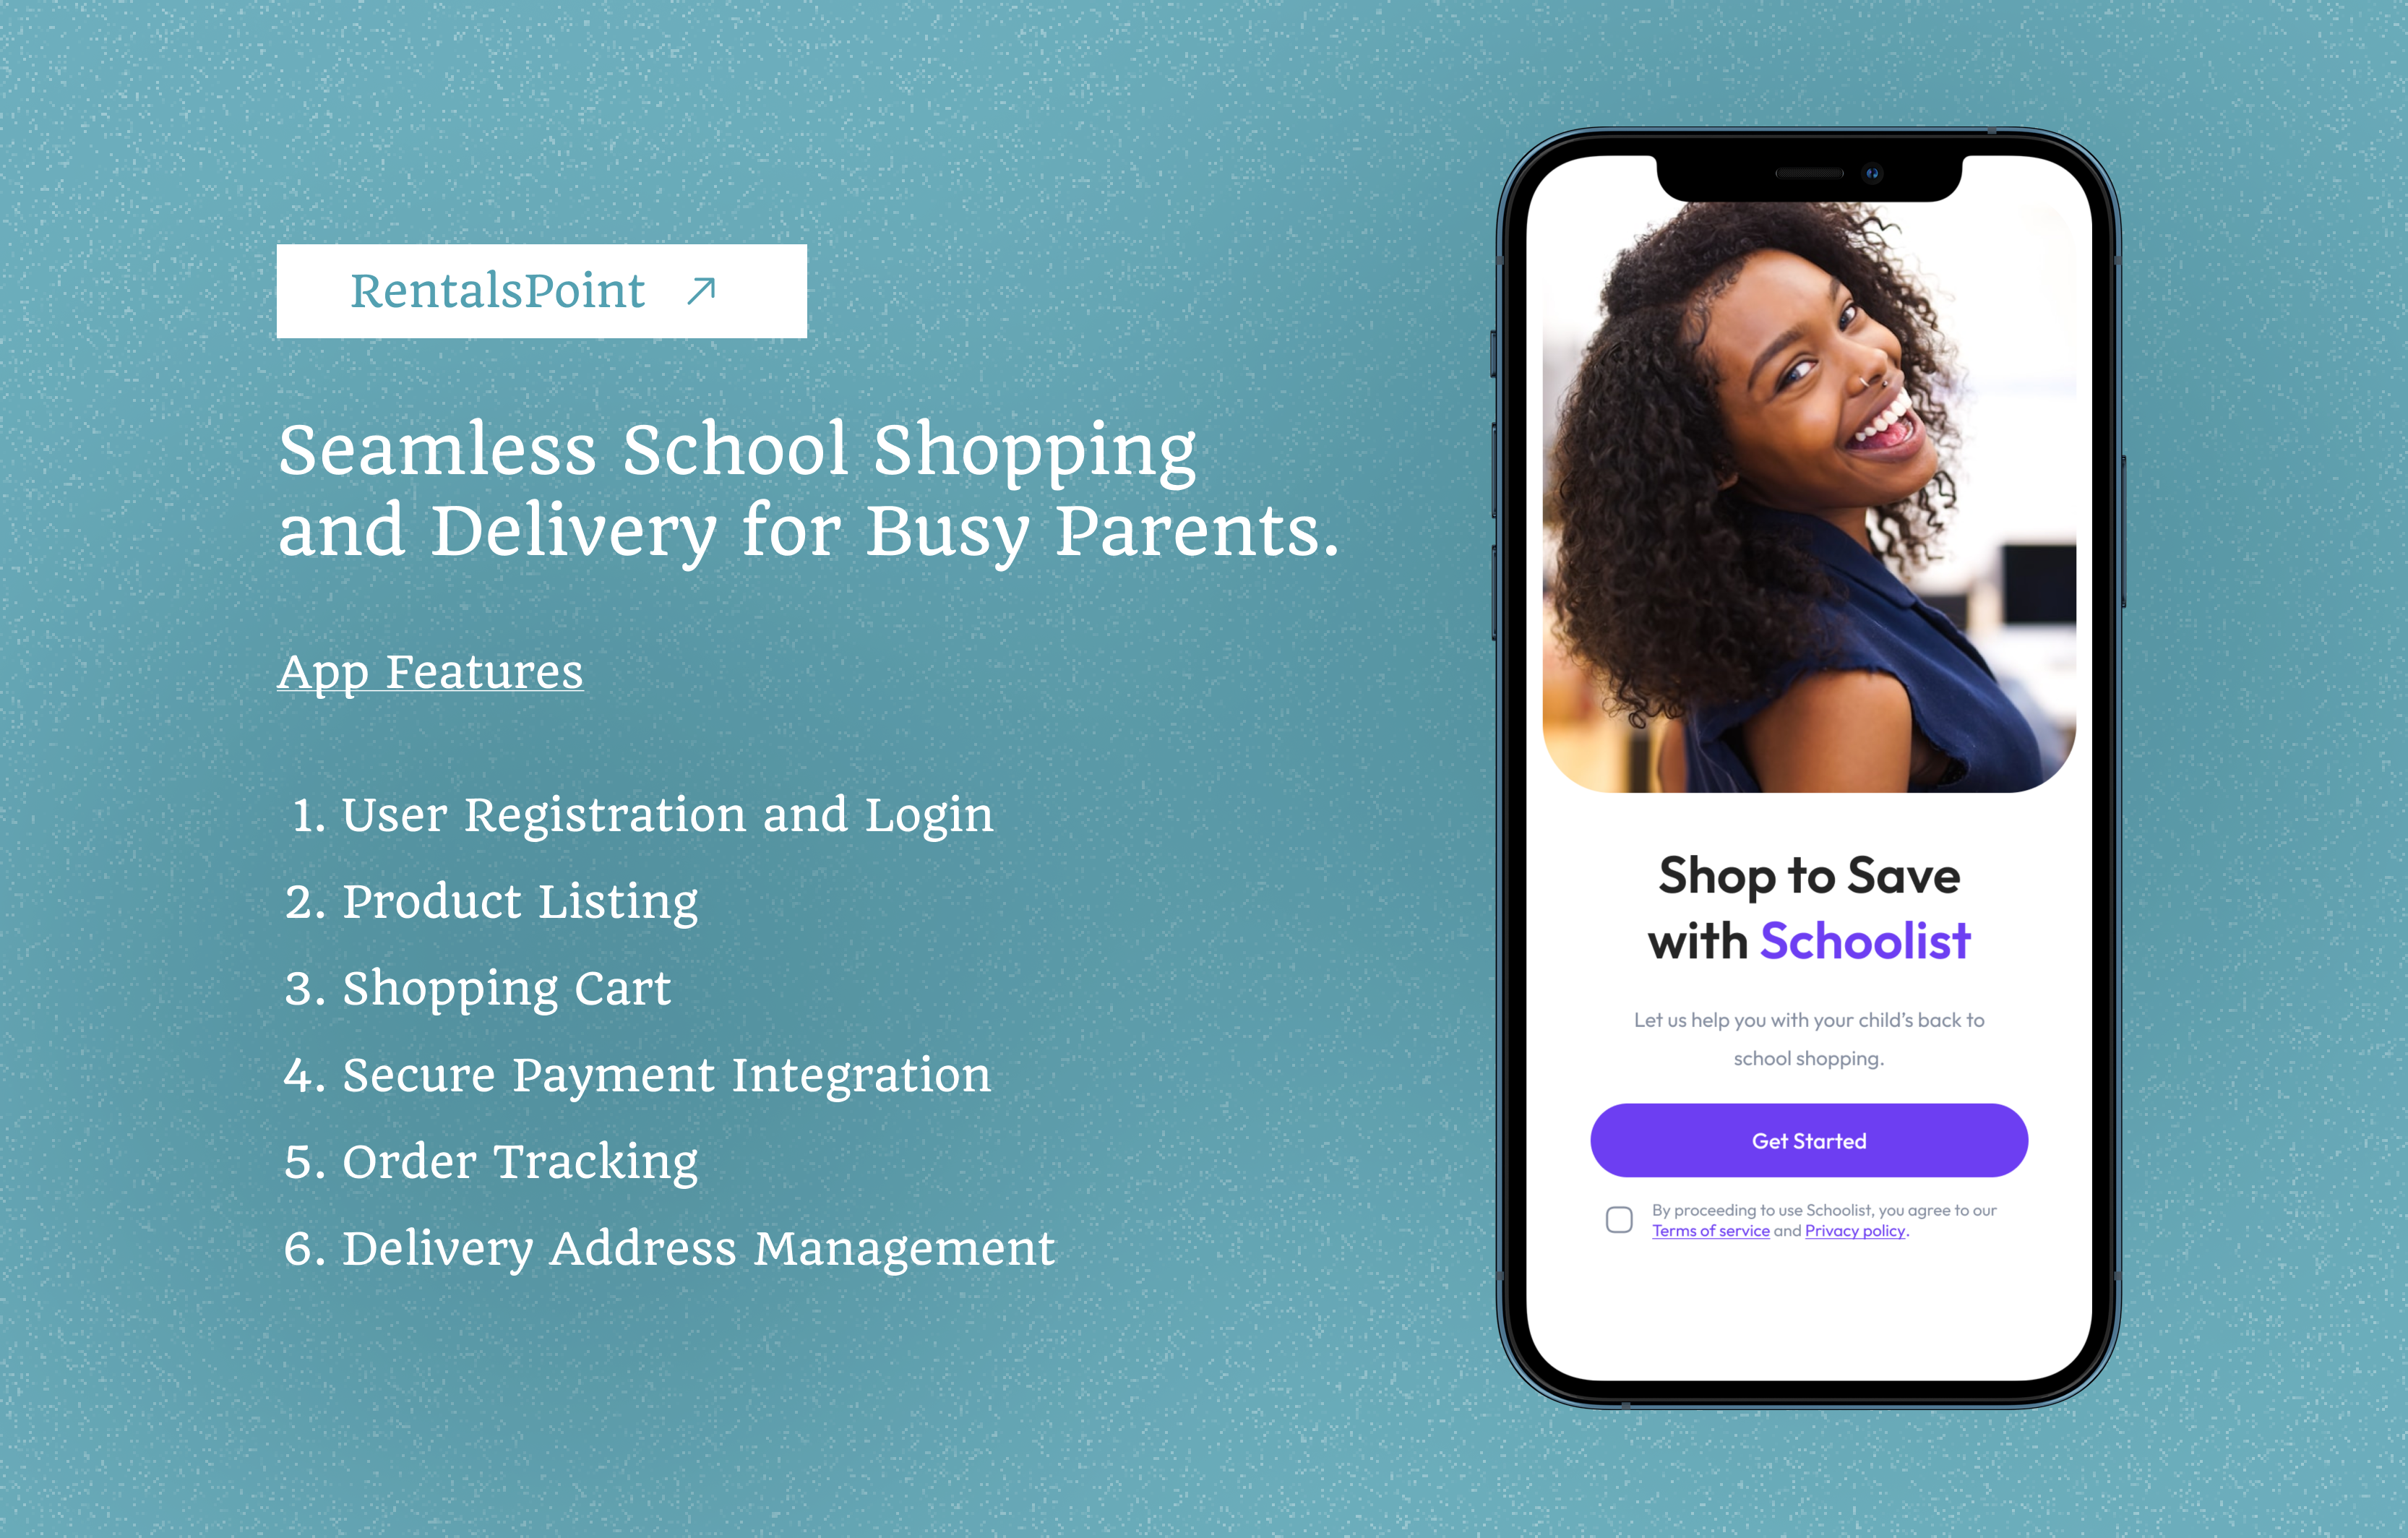 RentalsPoint
Seamless School Shopping
and Delivery for Busy Parents.
App Features
1. User Registration and Login
2. Product Listing
3. Shopping Cart
4. Secure Payment Integration
5. Order Tracking
6. Delivery Address Management
Shop to Save
with Schoolist
Let us help you with your child's back to
school shopping.
Get Started
By proceeding to use Schoolist, you agree to our
Terms of service and Privacy policy.